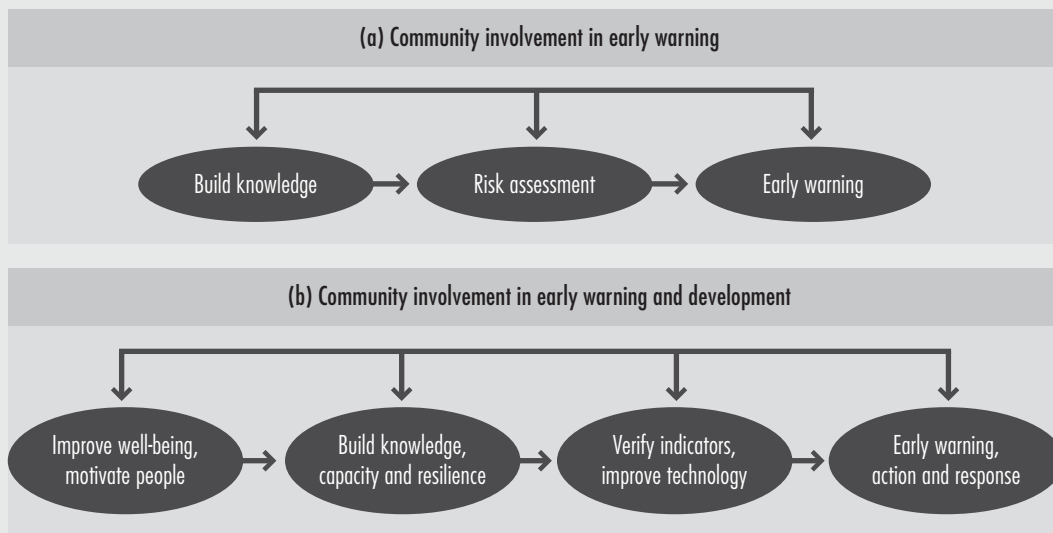 (a) Community involvement in early warning
Build knowledge
Risk assessment
Early warning
(b) Community involvement in early warning and development
Improve well-being,
motivate people
Build knowledge,
capacity and resilience
Verify indicators,
improve technology
Early warning,
action and response